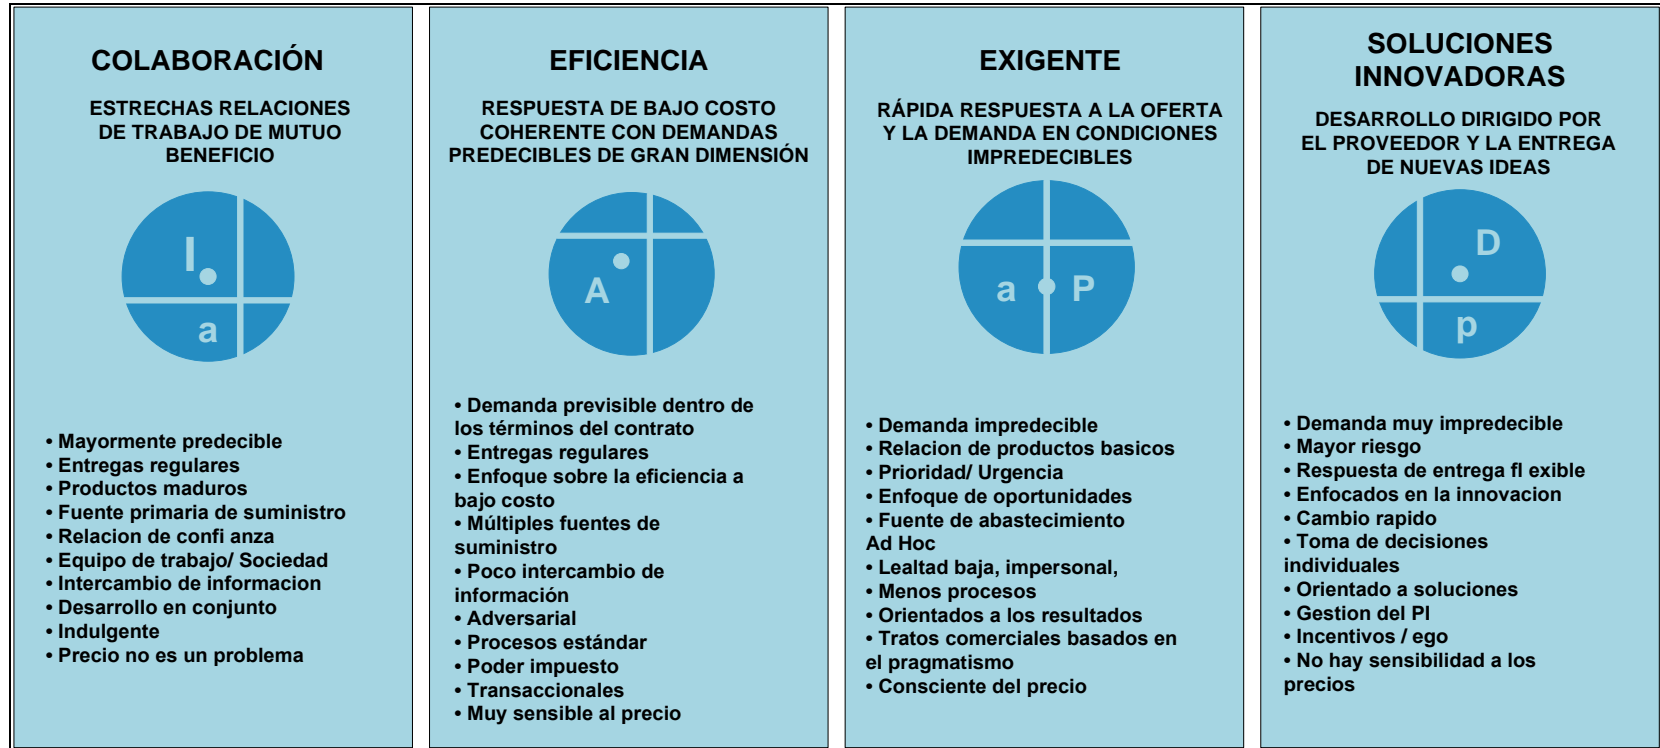 COLABORACIÓN
ESTRECHAS RELACIONES
DE TRABAJO DE MUTUO
BENEFICIO
I
a
• Mayormente predecible
• Entregas regulares
• Productos maduros
• Fuente primaria de suministro
• Relacion de confi anza
• Equipo de trabajo/ Sociedad
• Intercambio de informacion
• Desarrollo en conjunto
• Indulgente
• Precio no es un problema
EFICIENCIA
RESPUESTA DE BAJO COSTO
COHERENTE CON DEMANDAS
PREDECIBLES DE GRAN DIMENSIÓN
A
• Demanda previsible dentro de
los términos del contrato
• Entregas regulares
• Enfoque sobre la eficiencia a
bajo costo
• Múltiples fuentes de
suministro
• Poco intercambio de
información
• Adversarial
• Procesos estándar
• Poder impuesto
• Transaccionales
• Muy sensible al precio
EXIGENTE
RÁPIDA RESPUESTA A LA OFERTA
Y LA DEMANDA EN CONDICIONES
IMPREDECIBLES
a P
• Demanda impredecible
• Relacion de productos basicos
• Prioridad/ Urgencia
• Enfoque de oportunidades
• Fuente de abastecimiento
Ad Hoc
• Lealtad baja, impersonal,
• Menos procesos
• Orientados a los resultados
• Tratos comerciales basados en
el pragmatismo
• Consciente del precio
SOLUCIONES
INNOVADORAS
DESARROLLO DIRIGIDO POR
EL PROVEEDOR Y LA ENTREGA
DE NUEVAS IDEAS
D
p
• Demanda muy impredecible
• Mayor riesgo
• Respuesta de entrega fl exible
• Enfocados en la innovacion
• Cambio rapido
• Toma de decisiones
individuales
• Orientado a soluciones
• Gestion del PI
• Incentivos / ego
• No hay sensibilidad a los
precios